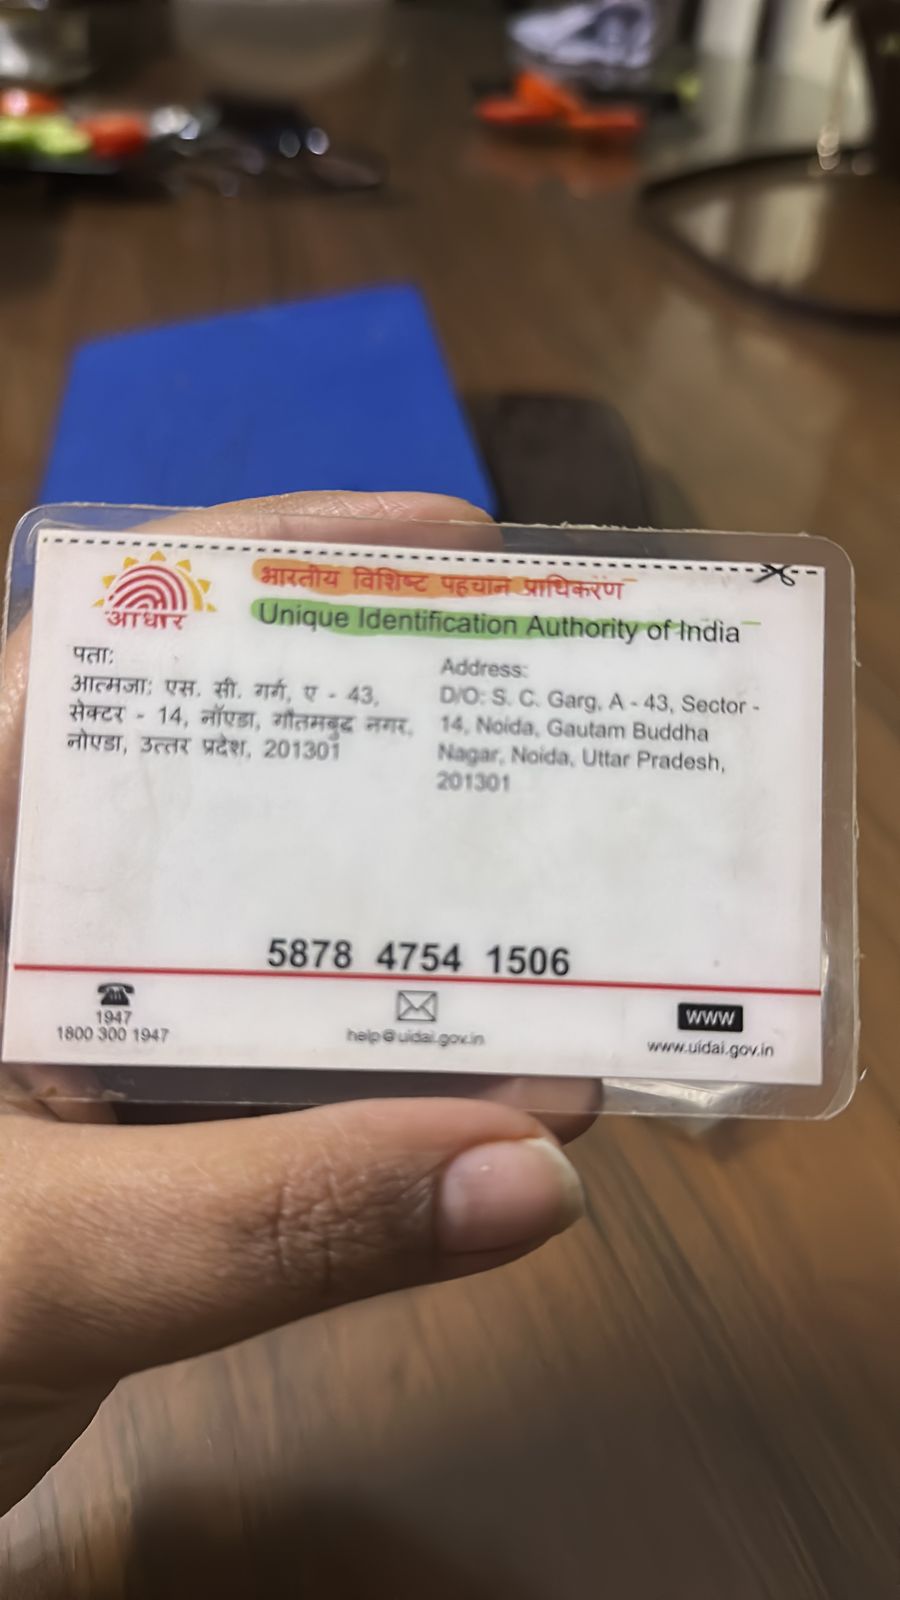 भारतीय विशिष्ट पहचान प्राधिकरण
Unique Identification Authority of India
आधार
पता:
आत्मजा: एस. सी. गर्ग, ए - 43,
सेक्टर - 14, नॉएडा, गौतमबुद्ध नगर,
नोएडा, उत्तर प्रदेश, 201301
Address:
D/O: S. C. Garg, A - 43, Sector -
14, Noida, Gautam Buddha
Nagar, Noida, Uttar Pradesh,
201301
5878 4754 1506
1947
1800 300 1947
help@uidai.gov.in
www
www.uidai.gov.in